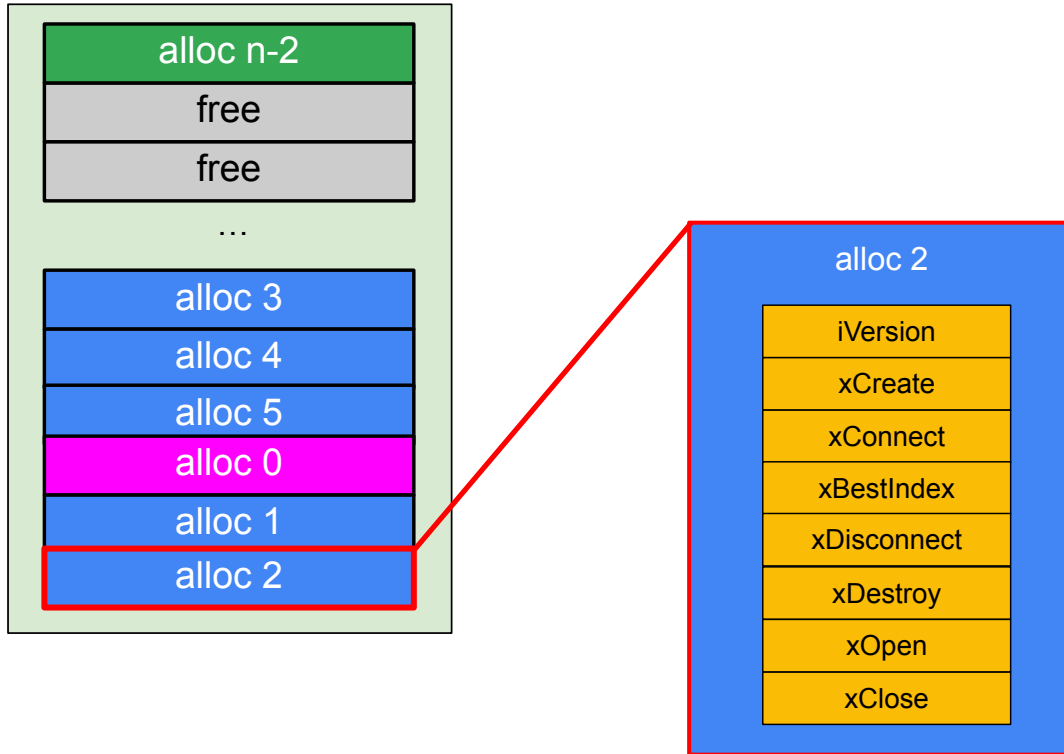 alloc n-2
free
free
...
alloc 3
alloc 4
alloc 5
alloc 0
alloc 1
alloc 2
alloc 2
iVersion
xCreate
xConnect
xBestIndex
xDisconnect
xDestroy
xOpen
xClose